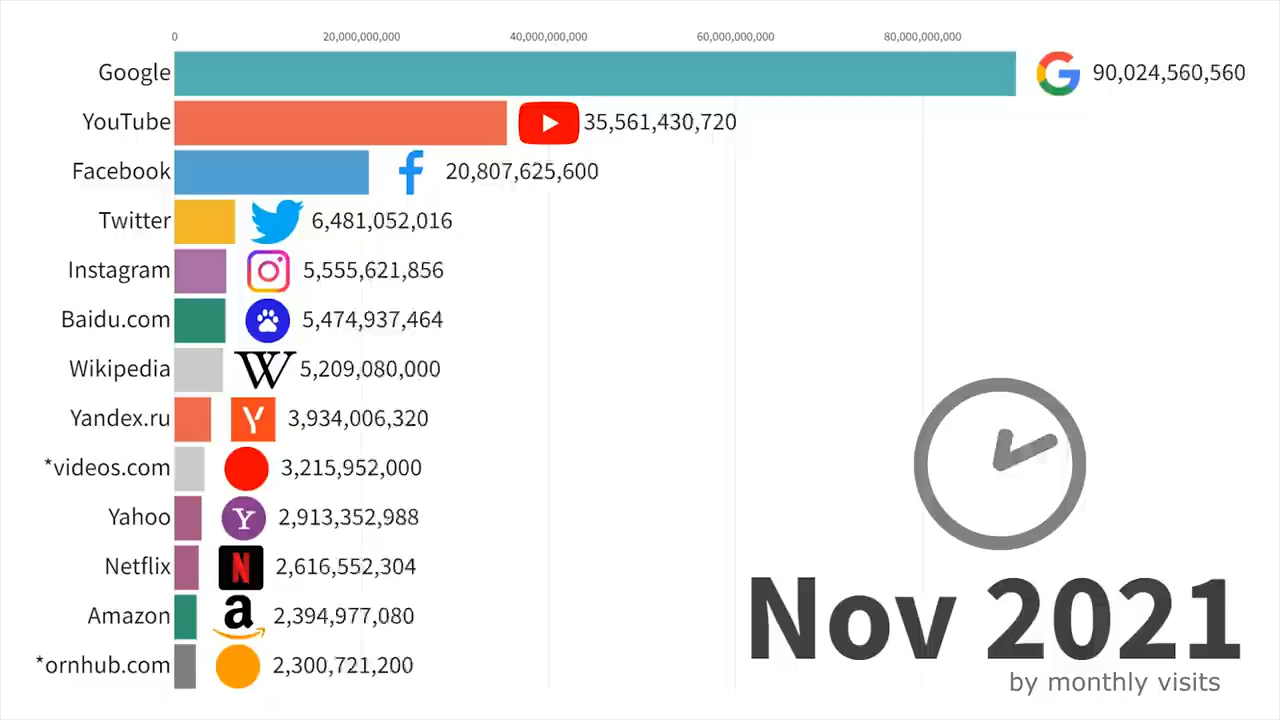 0 20,000,000,000 40,000,000,000 60,000,000,000 80,000,000,000
Google G 90,024,560,560
YouTube 35,561,430,720
Facebook f 20,807,625,600
Twitter 6,481,052,016
Instagram 5,555,621,856
Baidu.com 5,474,937,464
Wikipedia W 5,209,080,000
Yandex.ru Y 3,934,006,320
*videos.com 3,215,952,000
Yahoo Y 2,913,352,988
Netflix N 2,616,552,304
Amazon a 2,394,977,080
*ornhub.com 2,300,721,200
Nov 2021
by monthly visits